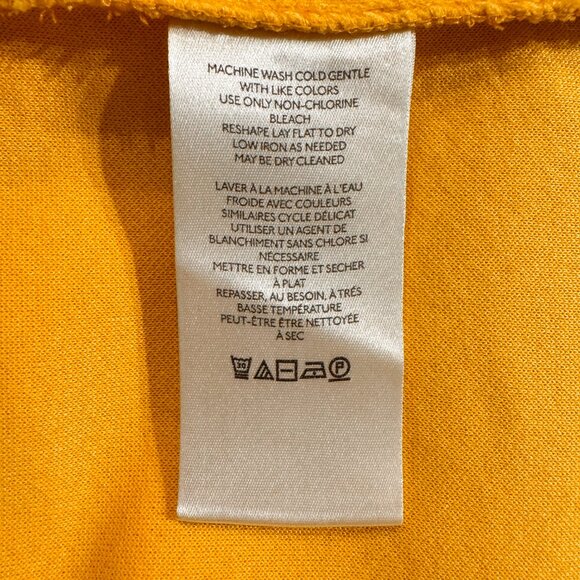 MACHINE WASH COLD GENTLE
WITH LIKE COLORS
USE ONLY NON-CHLORINE
BLEACH
RESHAPE LAY FLAT TO DRY
LOW IRON AS NEEDED
MAY BE DRY CLEANED
LAVER À LA MACHINE À L'EAU
FROIDE AVEC COULEURS
SIMILAIRES CYCLE DÉLICAT
UTILISER UN AGENT DE
BLANCHIMENT SANS CHLORE SI
NÉCESSAIRE
METTRE EN FORME ET SECHER
À PLAT
REPASSER, AU BESOIN, À TRÉS
BASSE TEMPÉRATURE
PEUT-ÊTRE ÊTRE NETTOYÉE
À SEC
30 P